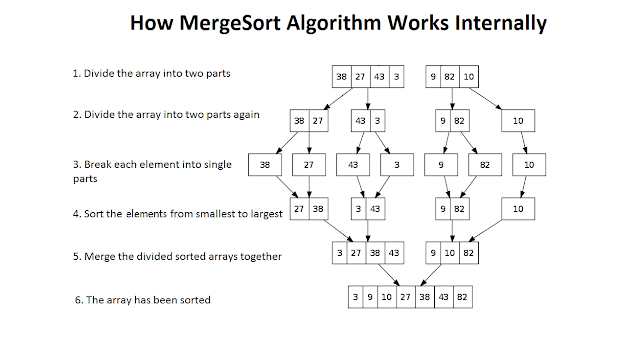 How MergeSort Algorithm Works Internally
1. Divide the array into two parts
38 27 43 3 9 82 10
2. Divide the array into two parts again
38 27 43 3 9 82 10
3. Break each element into single
parts
38 27 43 3 9 82 10
4. Sort the elements from smallest to largest
27 38 3 43 9 82 10
5. Merge the divided sorted arrays together
3 27 38 43 9 10 82
6. The array has been sorted
3 9 10 27 38 43 82